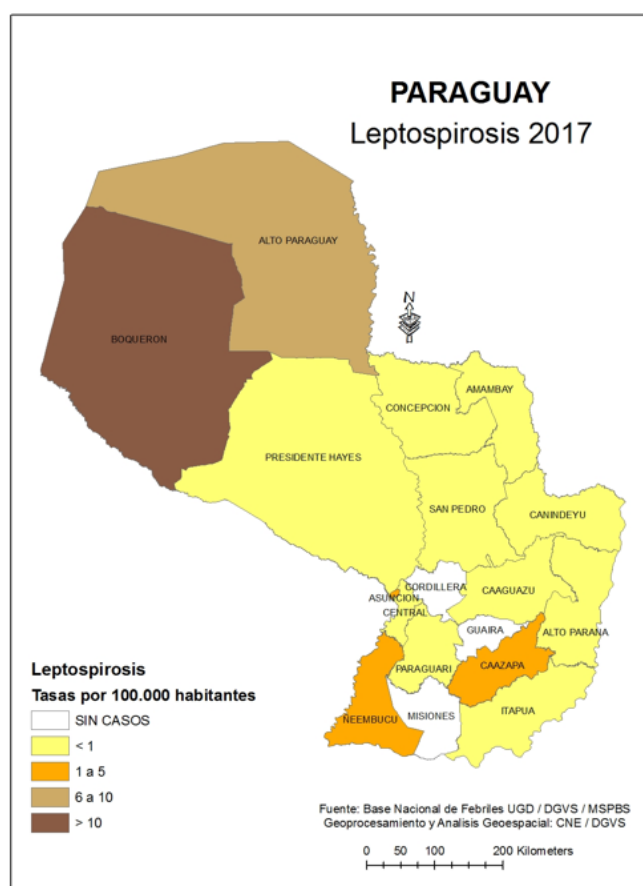 PARAGUAY
Leptospirosis 2017
ALTO PARAGUAY
N
BOQUERON
AMAMBAY
CONCEPCION
PRESIDENTE HAYES
SAN PEDRO
CANINDEYU
CORDILLERA
CAAGUAZU
ASUNCION
CENTRAL
GUAIRA
ALTO PARANA
CAAZAPA
PARAGUARI
ITAPUA
MISIONES
ÑEEMBUCU
Leptospirosis
Tasas por 100.000 habitantes
SIN CASOS
< 1
1 a 5
6 a 10
> 10
Fuente: Base Nacional de Febriles UGD / DGVS / MSPBS
Geoprocesamiento y Analisis Geoespacial: CNE / DGVS
0 50 100 200 Kilometers